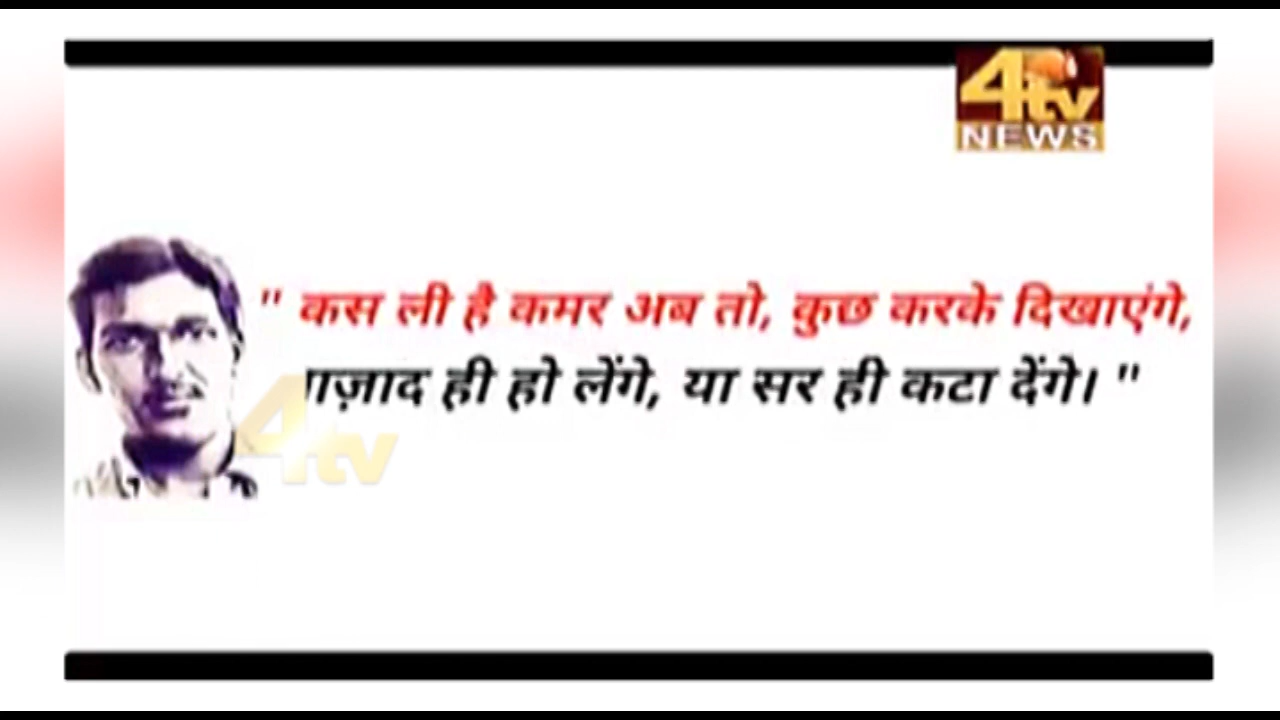 4tv
NEWS
" कस ली है कमर अब तो, कुछ करके दिखाएंगे,
ाज़ाद ही हो लेंगे, या सर ही कटा देंगे। "
4tv